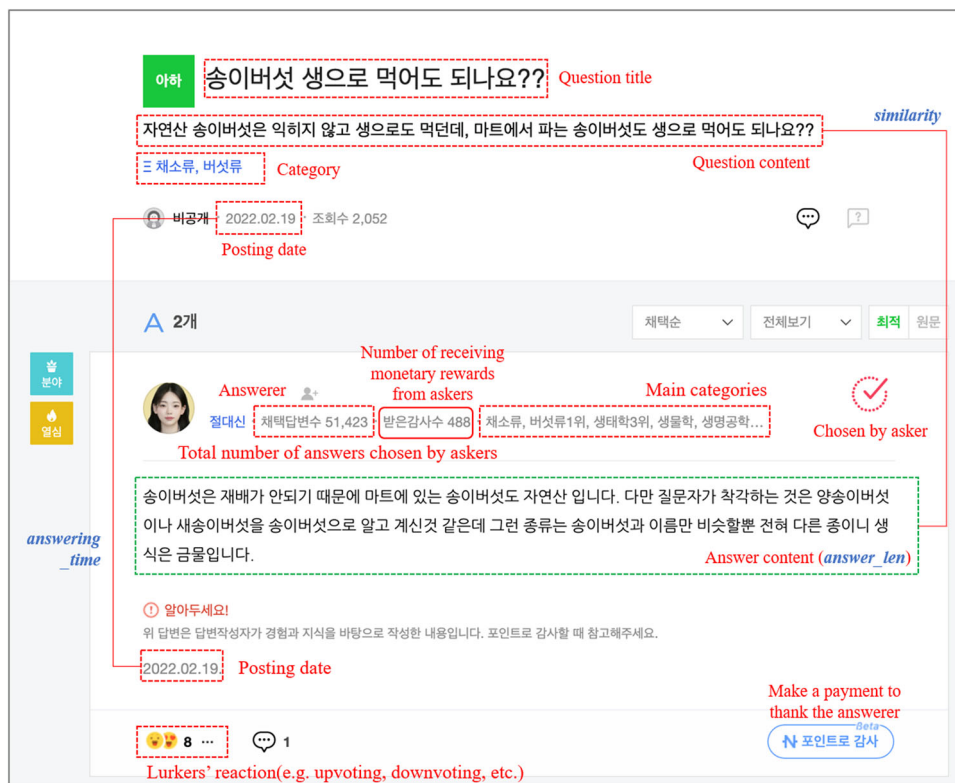 아하
송이버섯 생으로 먹어도 되나요??
Question title
자연산 송이버섯은 익히지 않고 생으로도 먹던데, 마트에서 파는 송이버섯도 생으로 먹어도 되나요??
similarity
Question content
채소류, 버섯류
Category
비공개 · 2022.02.19 · 조회수 2,052
?
Posting date
A 2개
채택순
전체보기
최적 원문
분야
열심
Number of receiving
monetary rewards
from askers
Answerer
Main categories
절대신 채택답변수 51,423 받은감사수 488 채소류, 버섯류1위, 생태학3위, 생물학, 생명공학...
Chosen by asker
Total number of answers chosen by askers
송이버섯은 재배가 안되기 때문에 마트에 있는 송이버섯도 자연산 입니다. 다만 질문자가 착각하는 것은 양송이버섯
이나 새송이버섯을 송이버섯으로 알고 계신것 같은데 그런 종류는 송이버섯과 이름만 비슷할뿐 전혀 다른 종이니 생
식은 금물입니다.
answering
_time
Answer content (answer_len)
알아두세요!
위 답변은 답변작성자가 경험과 지식을 바탕으로 작성한 내용입니다. 포인트로 감사할 때 참고해주세요.
2022.02.19.
Posting date
Make a payment to
thank the answerer
8 ···
1
Beta
N 포인트로 감사
Lurkers' reaction(e.g. upvoting, downvoting, etc.)